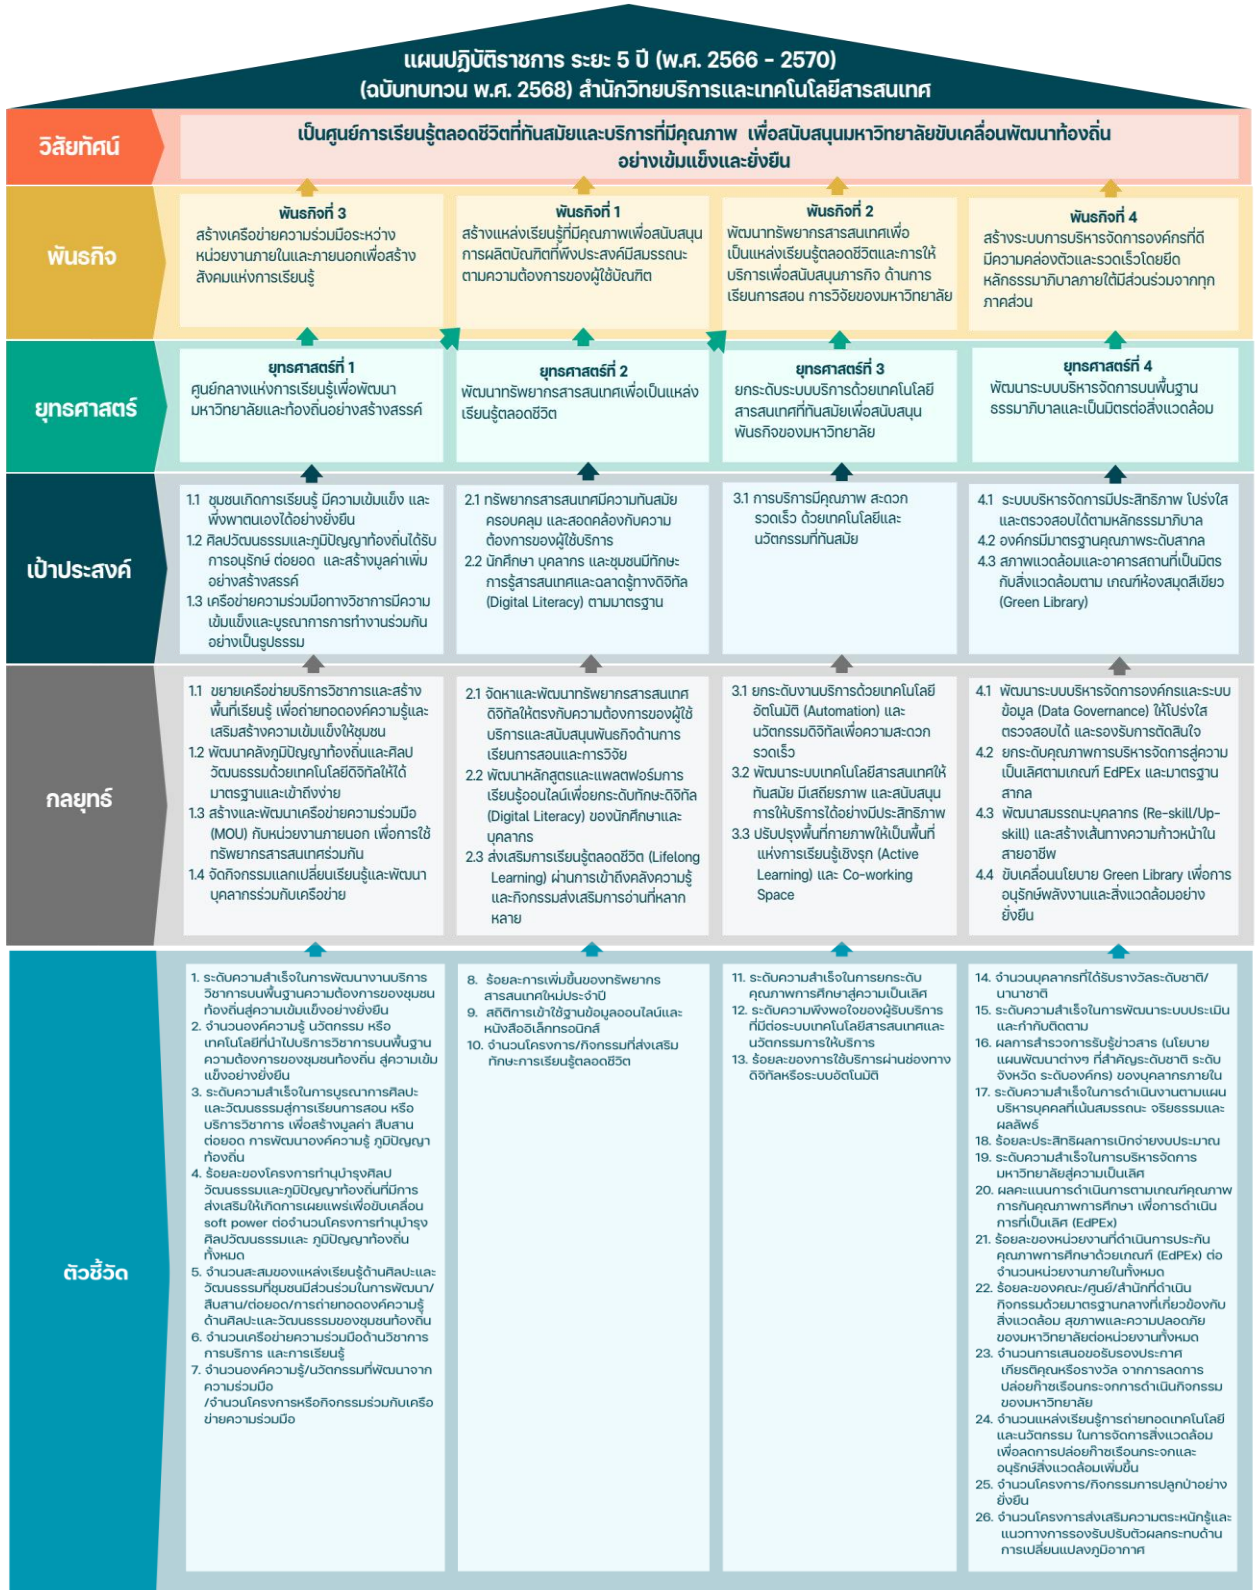 แผนปฏิบัติราชการ ระยะ 5 ปี (พ.ศ. 2566 - 2570)
(ฉบับทบทวน พ.ศ. 2568) สำนักวิทยบริการและเทคโนโลยีสารสนเทศ
วิสัยทัศน์
เป็นศูนย์การเรียนรู้ตลอดชีวิตที่ทันสมัยและบริการที่มีคุณภาพ เพื่อสนับสนุนมหาวิทยาลัยขับเคลื่อนพัฒนาท้องถิ่น
อย่างเข้มแข็งและยั่งยืน
พันธกิจ
พันธกิจที่ 3
สร้างเครือข่ายความร่วมมือระหว่าง
หน่วยงานภายในและภายนอกเพื่อสร้าง
สังคมแห่งการเรียนรู้
พันธกิจที่ 1
สร้างแหล่งเรียนรู้ที่มีคุณภาพเพื่อสนับสนุน
การผลิตบัณฑิตที่พึงประสงค์มีสมรรถนะ
ตามความต้องการของผู้ใช้บัณฑิต
พันธกิจที่ 2
พัฒนาทรัพยากรสารสนเทศเพื่อ
เป็นแหล่งเรียนรู้ตลอดชีวิตและการให้
บริการเพื่อสนับสนุนภารกิจ ด้านการ
เรียนการสอน การวิจัยของมหาวิทยาลัย
พันธกิจที่ 4
สร้างระบบการบริหารจัดการองค์กรที่ดี
มีความคล่องตัวและรวดเร็วโดยยึด
หลักธรรมาภิบาลภายใต้มีส่วนร่วมจากทุก
ภาคส่วน
ยุทธศาสตร์
ยุทธศาสตร์ที่ 1
ศูนย์กลางแห่งการเรียนรู้เพื่อพัฒนา
มหาวิทยาลัยและท้องถิ่นอย่างสร้างสรรค์
ยุทธศาสตร์ที่ 2
พัฒนาทรัพยากรสารสนเทศเพื่อเป็นแหล่ง
เรียนรู้ตลอดชีวิต
ยุทธศาสตร์ที่ 3
ยกระดับระบบบริการด้วยเทคโนโลยี
สารสนเทศที่ทันสมัยเพื่อสนับสนุน
พันธกิจของมหาวิทยาลัย
ยุทธศาสตร์ที่ 4
พัฒนาระบบบริหารจัดการบนพื้นฐาน
ธรรมาภิบาลและเป็นมิตรต่อสิ่งแวดล้อม
เป้าประสงค์
1.1 ชุมชนเกิดการเรียนรู้ มีความเข้มแข็ง และ
พึ่งพาตนเองได้อย่างยั่งยืน
1.2 ศิลปวัฒนธรรมและภูมิปัญญาท้องถิ่นได้รับ
การอนุรักษ์ ต่อยอด และสร้างมูลค่าเพิ่ม
อย่างสร้างสรรค์
1.3 เครือข่ายความร่วมมือทางวิชาการมีความ
เข้มแข็งและบูรณาการการทำงานร่วมกัน
อย่างเป็นรูปธรรม
2.1 ทรัพยากรสารสนเทศมีความทันสมัย
ครอบคลุม และสอดคล้องกับความ
ต้องการของผู้ใช้บริการ
2.2 นักศึกษา บุคลากร และชุมชนมีทักษะ
การรู้สารสนเทศและฉลาดรู้ทางดิจิทัล
(Digital Literacy) ตามมาตรฐาน
3.1 การบริการมีคุณภาพ สะดวก
รวดเร็ว ด้วยเทคโนโลยีและ
นวัตกรรมที่ทันสมัย
4.1 ระบบบริหารจัดการมีประสิทธิภาพ โปร่งใส
และตรวจสอบได้ตามหลักธรรมาภิบาล
4.2 องค์กรมีมาตรฐานคุณภาพระดับสากล
4.3 สภาพแวดล้อมและอาคารสถานที่เป็นมิตร
กับสิ่งแวดล้อมตาม เกณฑ์ห้องสมุดสีเขียว
(Green Library)
กลยุทธ์
1.1 ขยายเครือข่ายบริการวิชาการและสร้าง
พื้นที่เรียนรู้ เพื่อถ่ายทอดองค์ความรู้และ
เสริมสร้างความเข้มแข็งให้ชุมชน
1.2 พัฒนาคลังภูมิปัญญาท้องถิ่นและศิลป
วัฒนธรรมด้วยเทคโนโลยีดิจิทัลให้ได้
มาตรฐานและเข้าถึงง่าย
1.3 สร้างและพัฒนาเครือข่ายความร่วมมือ
(MOU) กับหน่วยงานภายนอก เพื่อการใช้
ทรัพยากรสารสนเทศร่วมกัน
1.4 จัดกิจกรรมแลกเปลี่ยนเรียนรู้และพัฒนา
บุคลากรร่วมกับเครือข่าย
2.1 จัดหาและพัฒนาทรัพยากรสารสนเทศ
ดิจิทัลให้ตรงกับความต้องการของผู้ใช้
บริการและสนับสนุนพันธกิจด้านการ
เรียนการสอนและการวิจัย
2.2 พัฒนาหลักสูตรและแพลตฟอร์มการ
เรียนรู้ออนไลน์เพื่อยกระดับทักษะดิจิทัล
(Digital Literacy) ของนักศึกษาและ
บุคลากร
2.3 ส่งเสริมการเรียนรู้ตลอดชีวิต (Lifelong
Learning) ผ่านการเข้าถึงคลังความรู้
และกิจกรรมส่งเสริมการอ่านที่หลาก
หลาย
3.1 ยกระดับงานบริการด้วยเทคโนโลยี
อัตโนมัติ (Automation) และ
นวัตกรรมดิจิทัลเพื่อความสะดวก
รวดเร็ว
3.2 พัฒนาระบบเทคโนโลยีสารสนเทศให้
ทันสมัย มีเสถียรภาพ และสนับสนุน
การให้บริการได้อย่างมีประสิทธิภาพ
3.3 ปรับปรุงพื้นที่กายภาพให้เป็นพื้นที่
แห่งการเรียนรู้เชิงรุก (Active
Learning) และ Co-working
Space
4.1 พัฒนาระบบบริหารจัดการองค์กรและระบบ
ข้อมูล (Data Governance) ให้โปร่งใส
ตรวจสอบได้ และรองรับการตัดสินใจ
4.2 ยกระดับคุณภาพการบริหารจัดการสู่ความ
เป็นเลิศตามเกณฑ์ EdPEx และมาตรฐาน
สากล
4.3 พัฒนาสมรรถนะบุคลากร (Re-skill/Up-
skill) และสร้างเส้นทางความก้าวหน้าใน
สายอาชีพ
4.4 ขับเคลื่อนนโยบาย Green Library เพื่อการ
อนุรักษ์พลังงานและสิ่งแวดล้อมอย่าง
ยั่งยืน
ตัวชี้วัด
1. ระดับความสำเร็จในการพัฒนางานบริการ
วิชาการบนพื้นฐานความต้องการของชุมชน
ท้องถิ่นสู่ความเข้มแข็งอย่างยั่งยืน
2. จำนวนองค์ความรู้ นวัตกรรม หรือ
เทคโนโลยีที่นำไปบริการวิชาการบนพื้นฐาน
ความต้องการของชุมชนท้องถิ่น สู่ความเข้ม
แข็งอย่างยั่งยืน
3. ระดับความสำเร็จในการบูรณาการศิลปะ
และวัฒนธรรมสู่การเรียนการสอน หรือ
บริการวิชาการ เพื่อสร้างมูลค่า สืบสาน
ต่อยอด การพัฒนาองค์ความรู้ ภูมิปัญญา
ท้องถิ่น
4. ร้อยละของโครงการทำนุบำรุงศิลป
วัฒนธรรมและภูมิปัญญาท้องถิ่นที่มีการ
ส่งเสริมให้เกิดการเผยแพร่เพื่อขับเคลื่อน
soft power ต่อจำนวนโครงการทำนุบำรุง
ศิลปวัฒนธรรมและ ภูมิปัญญาท้องถิ่น
ทั้งหมด
5. จำนวนสะสมของแหล่งเรียนรู้ด้านศิลปะและ
วัฒนธรรมที่ชุมชนมีส่วนร่วมในการพัฒนา/
สืบสาน/ต่อยอด/การถ่ายทอดองค์ความรู้
ด้านศิลปะและวัฒนธรรมของชุมชนท้องถิ่น
6. จำนวนเครือข่ายความร่วมมือด้านวิชาการ
การบริการ และการเรียนรู้
7. จำนวนองค์ความรู้/นวัตกรรมที่พัฒนาจาก
ความร่วมมือ
/จำนวนโครงการหรือกิจกรรมร่วมกับเครือ
ข่ายความร่วมมือ
8. ร้อยละการเพิ่มขึ้นของทรัพยากร
สารสนเทศใหม่ประจำปี
9. สถิติการเข้าใช้ฐานข้อมูลออนไลน์และ
หนังสืออิเล็กทรอนิกส์
10. จำนวนโครงการ/กิจกรรมที่ส่งเสริม
ทักษะการเรียนรู้ตลอดชีวิต
11. ระดับความสำเร็จในการยกระดับ
คุณภาพการศึกษาสู่ความเป็นเลิศ
12. ระดับความพึงพอใจของผู้รับบริการ
ที่มีต่อระบบเทคโนโลยีสารสนเทศและ
นวัตกรรมการให้บริการ
13. ร้อยละของการใช้บริการผ่านช่องทาง
ดิจิทัลหรือระบบอัตโนมัติ
14. จำนวนบุคลากรที่ได้รับรางวัลระดับชาติ/
นานาชาติ
15. ระดับความสำเร็จในการพัฒนาระบบประเมิน
และกำกับติดตาม
16. ผลการสำรวจการรับรู้ข่าวสาร (นโยบาย
แผนพัฒนาต่างๆ ที่สำคัญระดับชาติ ระดับ
จังหวัด ระดับองค์กร) ของบุคลากรภายใน
17. ระดับความสำเร็จในการดำเนินงานตามแผน
บริหารบุคคลที่เน้นสมรรถนะ จริยธรรมและ
ผลลัพธ์
18. ร้อยละประสิทธิผลการเบิกจ่ายงบประมาณ
19. ระดับความสำเร็จในการบริหารจัดการ
มหาวิทยาลัยสู่ความเป็นเลิศ
20. ผลคะแนนการดำเนินการตามเกณฑ์คุณภาพ
การกันคุณภาพการศึกษา เพื่อการดำเนิน
การที่เป็นเลิศ (EdPEx)
21. ร้อยละของหน่วยงานที่ดำเนินการประกัน
คุณภาพการศึกษาด้วยเกณฑ์ (EdPEx) ต่อ
จำนวนหน่วยงานภายในทั้งหมด
22. ร้อยละของคณะ/ศูนย์/สำนักที่ดำเนิน
กิจกรรมด้วยมาตรฐานกลางที่เกี่ยวข้องกับ
สิ่งแวดล้อม สุขภาพและความปลอดภัย
ของมหาวิทยาลัยต่อหน่วยงานทั้งหมด
23. จำนวนการเสนอขอรับรองประกาศ
เกียรติคุณหรือรางวัล จากการลดการ
ปล่อยก๊าซเรือนกระจกการดำเนินกิจกรรม
ของมหาวิทยาลัย
24. จำนวนแหล่งเรียนรู้การถ่ายทอดเทคโนโลยี
และนวัตกรรม ในการจัดการสิ่งแวดล้อม
เพื่อลดการปล่อยก๊าซเรือนกระจกและ
อนุรักษ์สิ่งแวดล้อมเพิ่มขึ้น
25. จำนวนโครงการ/กิจกรรมการปลูกป่าอย่าง
ยั่งยืน
26. จำนวนโครงการส่งเสริมความตระหนักรู้และ
แนวทางการรองรับปรับตัวผลกระทบด้าน
การเปลี่ยนแปลงภูมิอากาศ